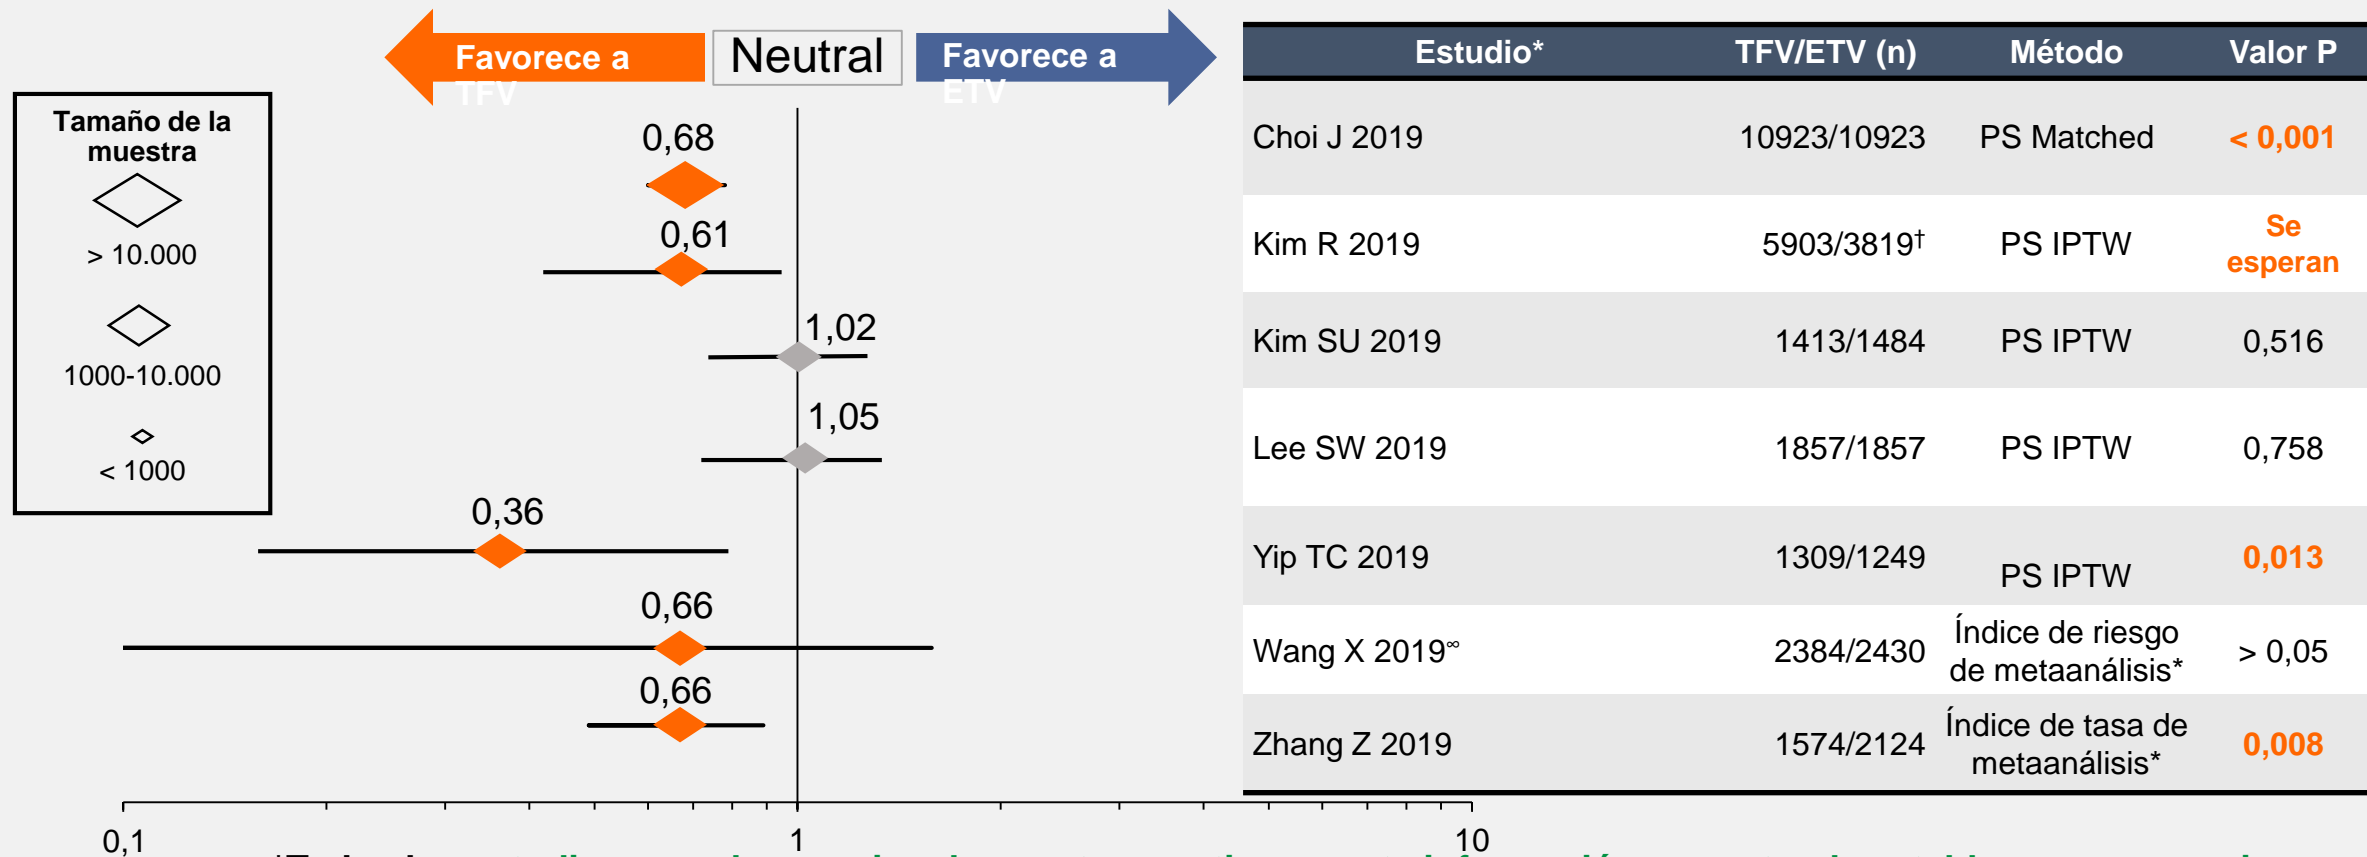 Favorece a
TFV
Neutral
Favorece a
ETV
Tamaño de la
muestra
> 10.000
1000-10.000
< 1000
0,68
0,61
1,02
1,05
0,36
0,66
0,66
0,1
1
10
Estudio* TFV/ETV (n) Método Valor P
Choi J 2019 10923/10923 PS Matched < 0,001
Kim R 2019 5903/3819† PS IPTW Se
esperan
Kim SU 2019 1413/1484 PS IPTW 0,516
Lee SW 2019 1857/1857 PS IPTW 0,758
Yip TC 2019 1309/1249 PS IPTW 0,013
Wang X 2019∞ 2384/2430 Índice de riesgo
de metaanálisis* > 0,05
Zhang Z 2019 1574/2124 Índice de tasa de
metaanálisis* 0,008